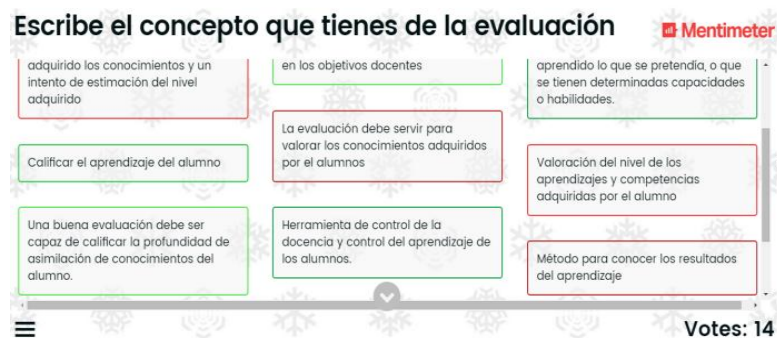 Escribe el concepto que tienes de la evaluación
Mentimeter
adquirido los conocimientos y un
intento de estimación del nivel
adquirido
Calificar el aprendizaje del alumno
Una buena evaluación debe ser
capaz de calificar la profundidad de
asimilación de conocimientos del
alumno.
en los objetivos docentes
La evaluación debe servir para
valorar los conocimientos adquiridos
por el alumnos
Herramienta de control de la
docencia y control del aprendizaje de
los alumnos.
aprendido lo que se pretendía, o que
se tienen determinadas capacidades
o habilidades.
Valoración del nivel de los
aprendizajes y competencias
adquiridas por el alumno
Método para conocer los resultados
del aprendizaje
Votes: 14